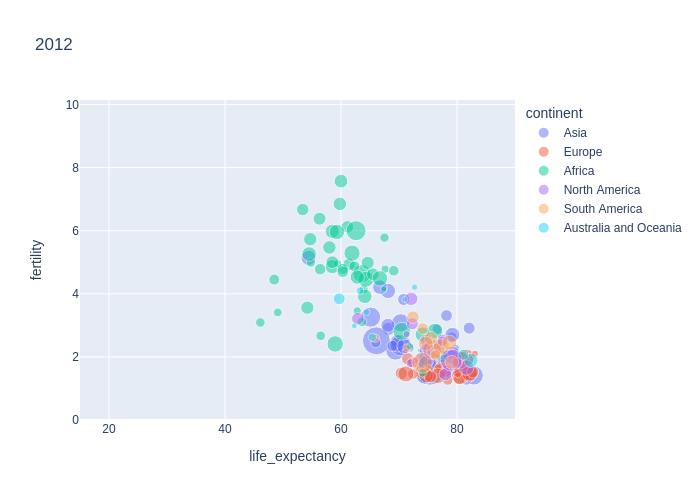 2012
continent
Asia
Europe
Africa
North America
South America
Australia and Oceania
10
8
6
4
2
0
fertility
20 40 60 80
life_expectancy